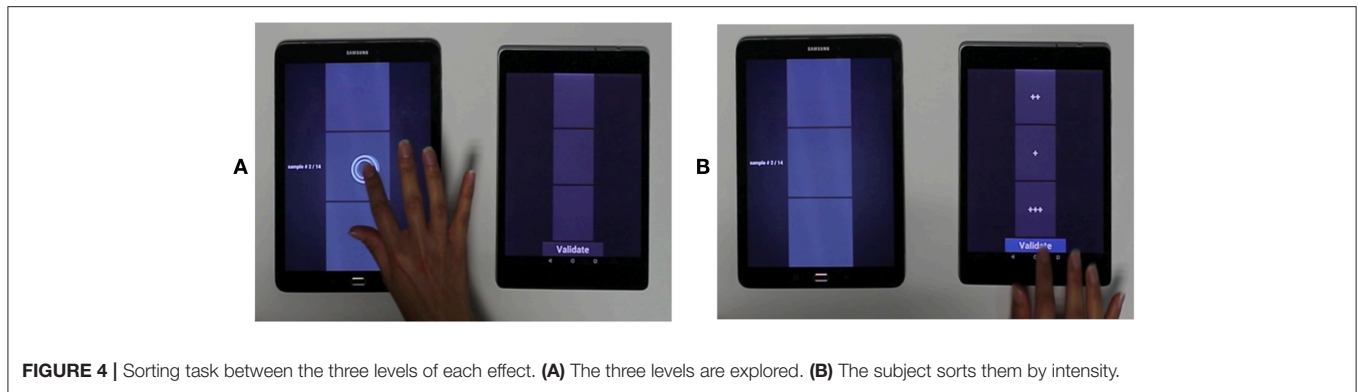 A
SAMSUNG
sample # 2 / 14
Validate
B
SAMSUNG
sample # 2 / 14
++
+
+++
Validate
FIGURE 4 | Sorting task between the three levels of each effect. (A) The three levels are explored. (B) The subject sorts them by intensity.